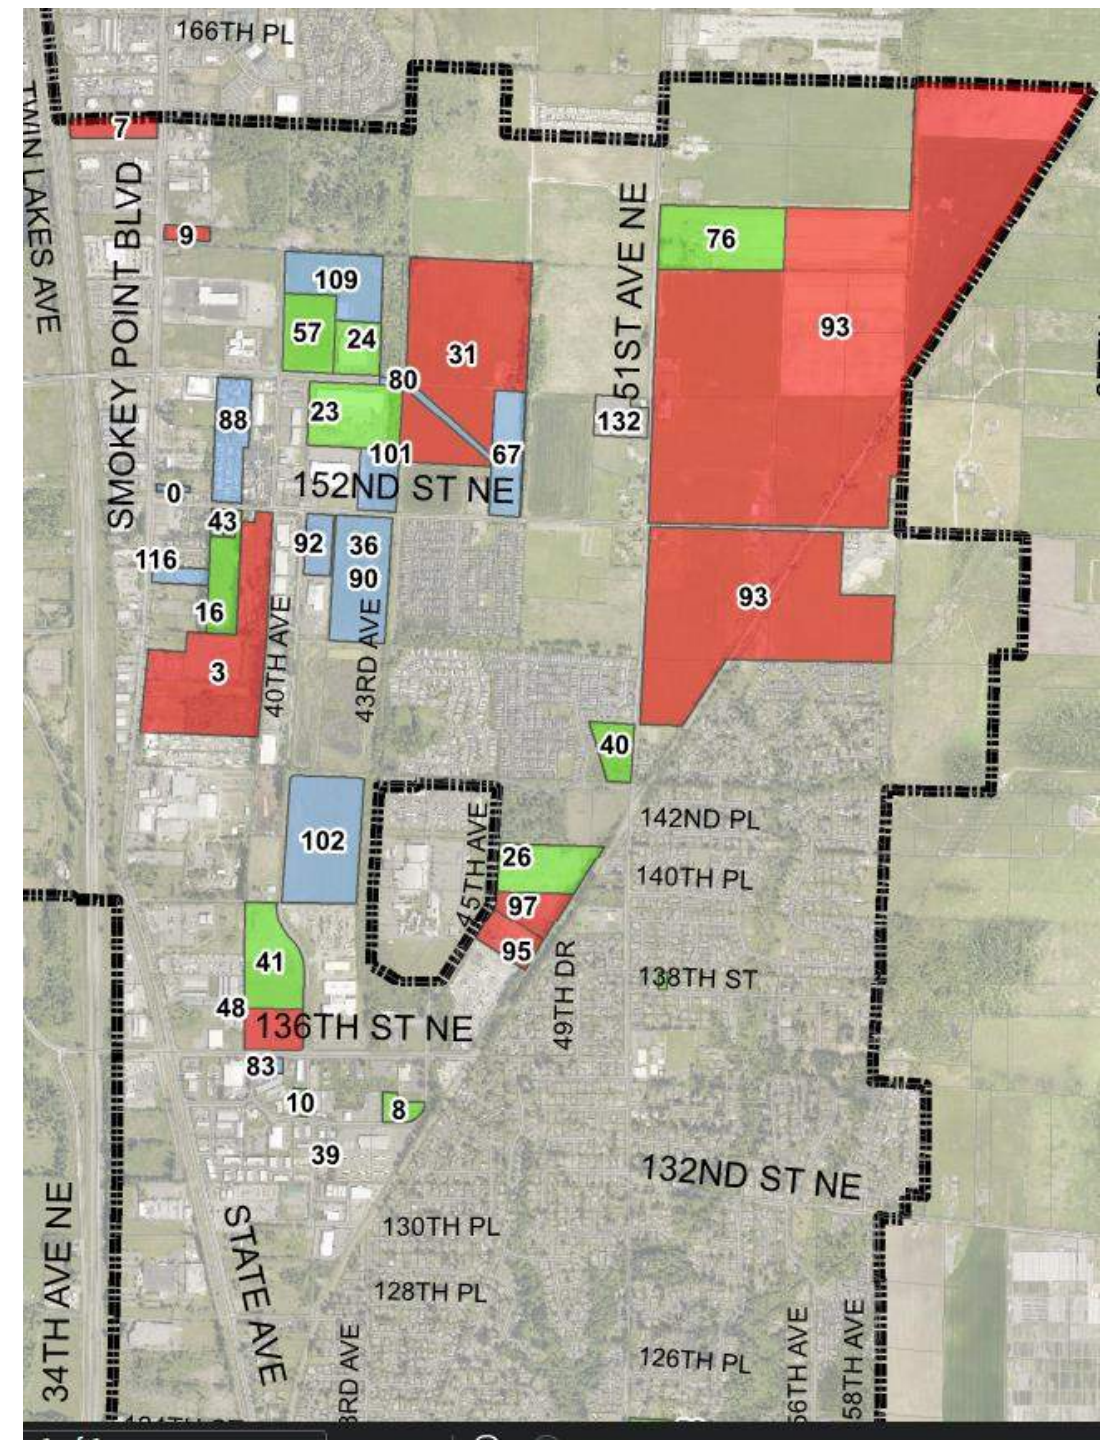 166TH PL
7
TWIN LAKES AVE
SMOKEY POINT BLVD
9
51ST AVE NE
76
109
57
24
31
93
80
23
88
132
101
67
152ND ST NE
0
43
92
36
116
90
93
16
40TH AVE
43RD AVE
3
40
142ND PL
102
45TH AVE
26
140TH PL
97
95
41
49TH DR
138TH ST
48
136TH ST NE
83
10
8
39
132ND ST NE
34TH AVE NE
STATE AVE
130TH PL
128TH PL
126TH PL
56TH AVE
58TH AVE